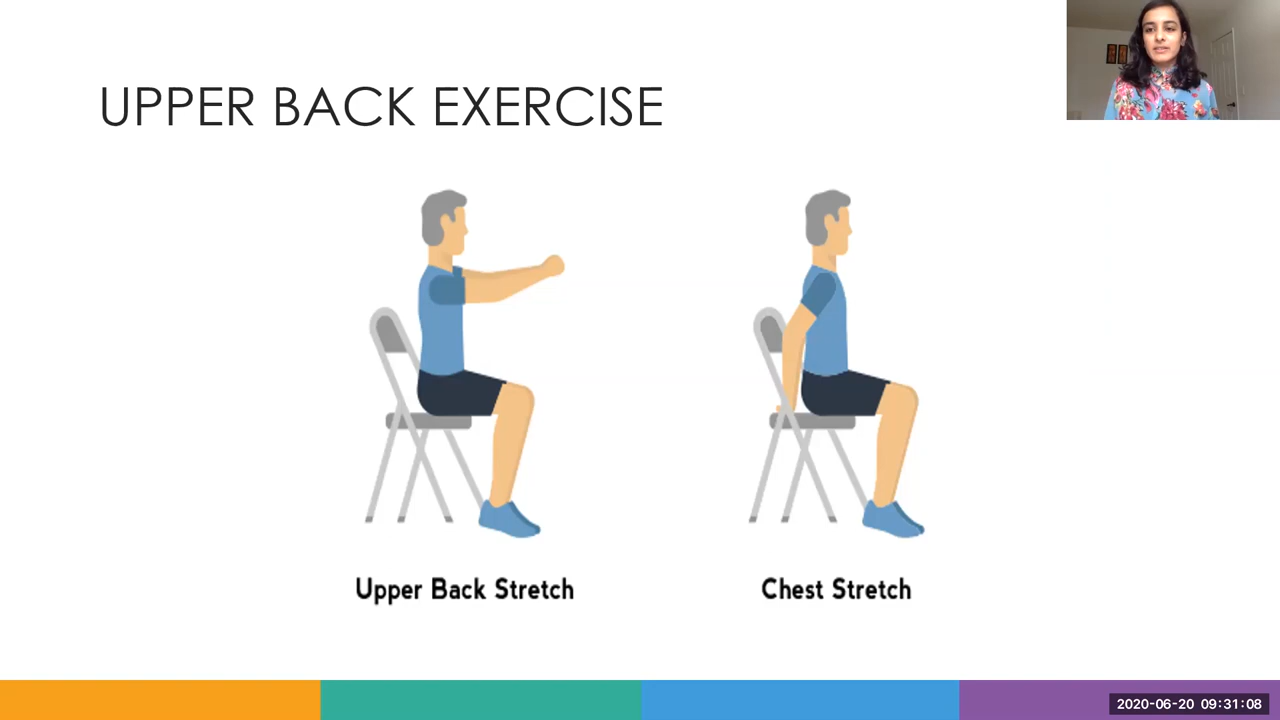 UPPER BACK EXERCISE
Upper Back Stretch
Chest Stretch
2020-06-20 09:31:08